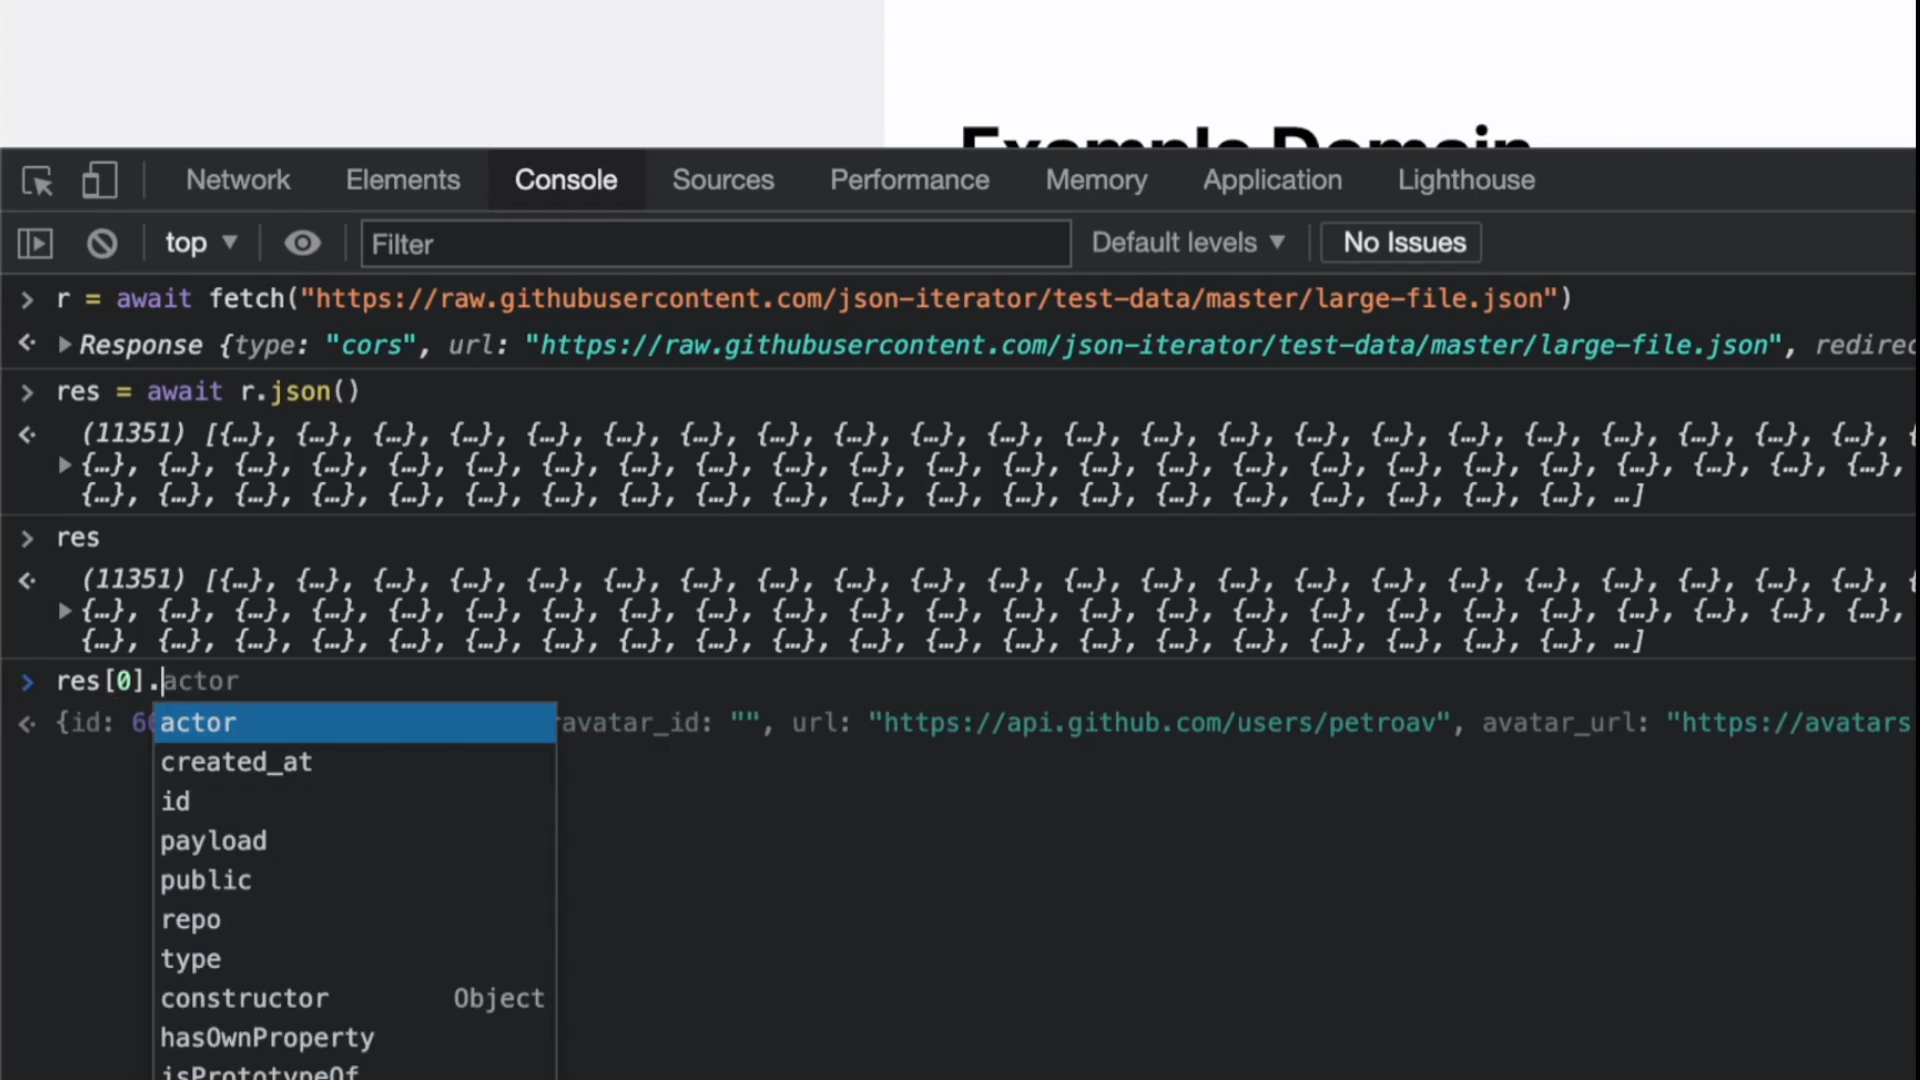 Example Domain
Network Elements Console Sources Performance Memory Application Lighthouse
top ▼ Filter Default levels ▼ No Issues
> r = await fetch("https://raw.githubusercontent.com/json-iterator/test-data/master/large-file.json")
<· ▶Response {type: "cors", url: "https://raw.githubusercontent.com/json-iterator/test-data/master/large-file.json", redirec
> res = await r.json()
<· (11351) [{…}, {…}, {…}, {…}, {…}, {…}, {…}, {…}, {…}, {…}, {…}, {…}, {…}, {…}, {…}, {…}, {…}, {…}, {…}, {…}, {…}, {…},
▶{…}, {…}, {…}, {…}, {…}, {…}, {…}, {…}, {…}, {…}, {…}, {…}, {…}, {…}, {…}, {…}, {…}, {…}, {…}, {…}, {…}, {…}, {…}, {…},
{…}, {…}, {…}, {…}, {…}, {…}, {…}, {…}, {…}, {…}, {…}, {…}, {…}, {…}, {…}, {…}, {…}, {…}, {…}, {…}, …]
> res
<· (11351) [{…}, {…}, {…}, {…}, {…}, {…}, {…}, {…}, {…}, {…}, {…}, {…}, {…}, {…}, {…}, {…}, {…}, {…}, {…}, {…}, {…}, {…},
▶{…}, {…}, {…}, {…}, {…}, {…}, {…}, {…}, {…}, {…}, {…}, {…}, {…}, {…}, {…}, {…}, {…}, {…}, {…}, {…}, {…}, {…}, {…}, {…},
{…}, {…}, {…}, {…}, {…}, {…}, {…}, {…}, {…}, {…}, {…}, {…}, {…}, {…}, {…}, {…}, {…}, {…}, {…}, {…}, …]
> res[0].actor
<· {id: avatar_id: "", url: "https://api.github.com/users/petroav", avatar_url: "https://avatars
actor
created_at
id
payload
public
repo
type
constructor Object
hasOwnProperty
isPrototypeOf